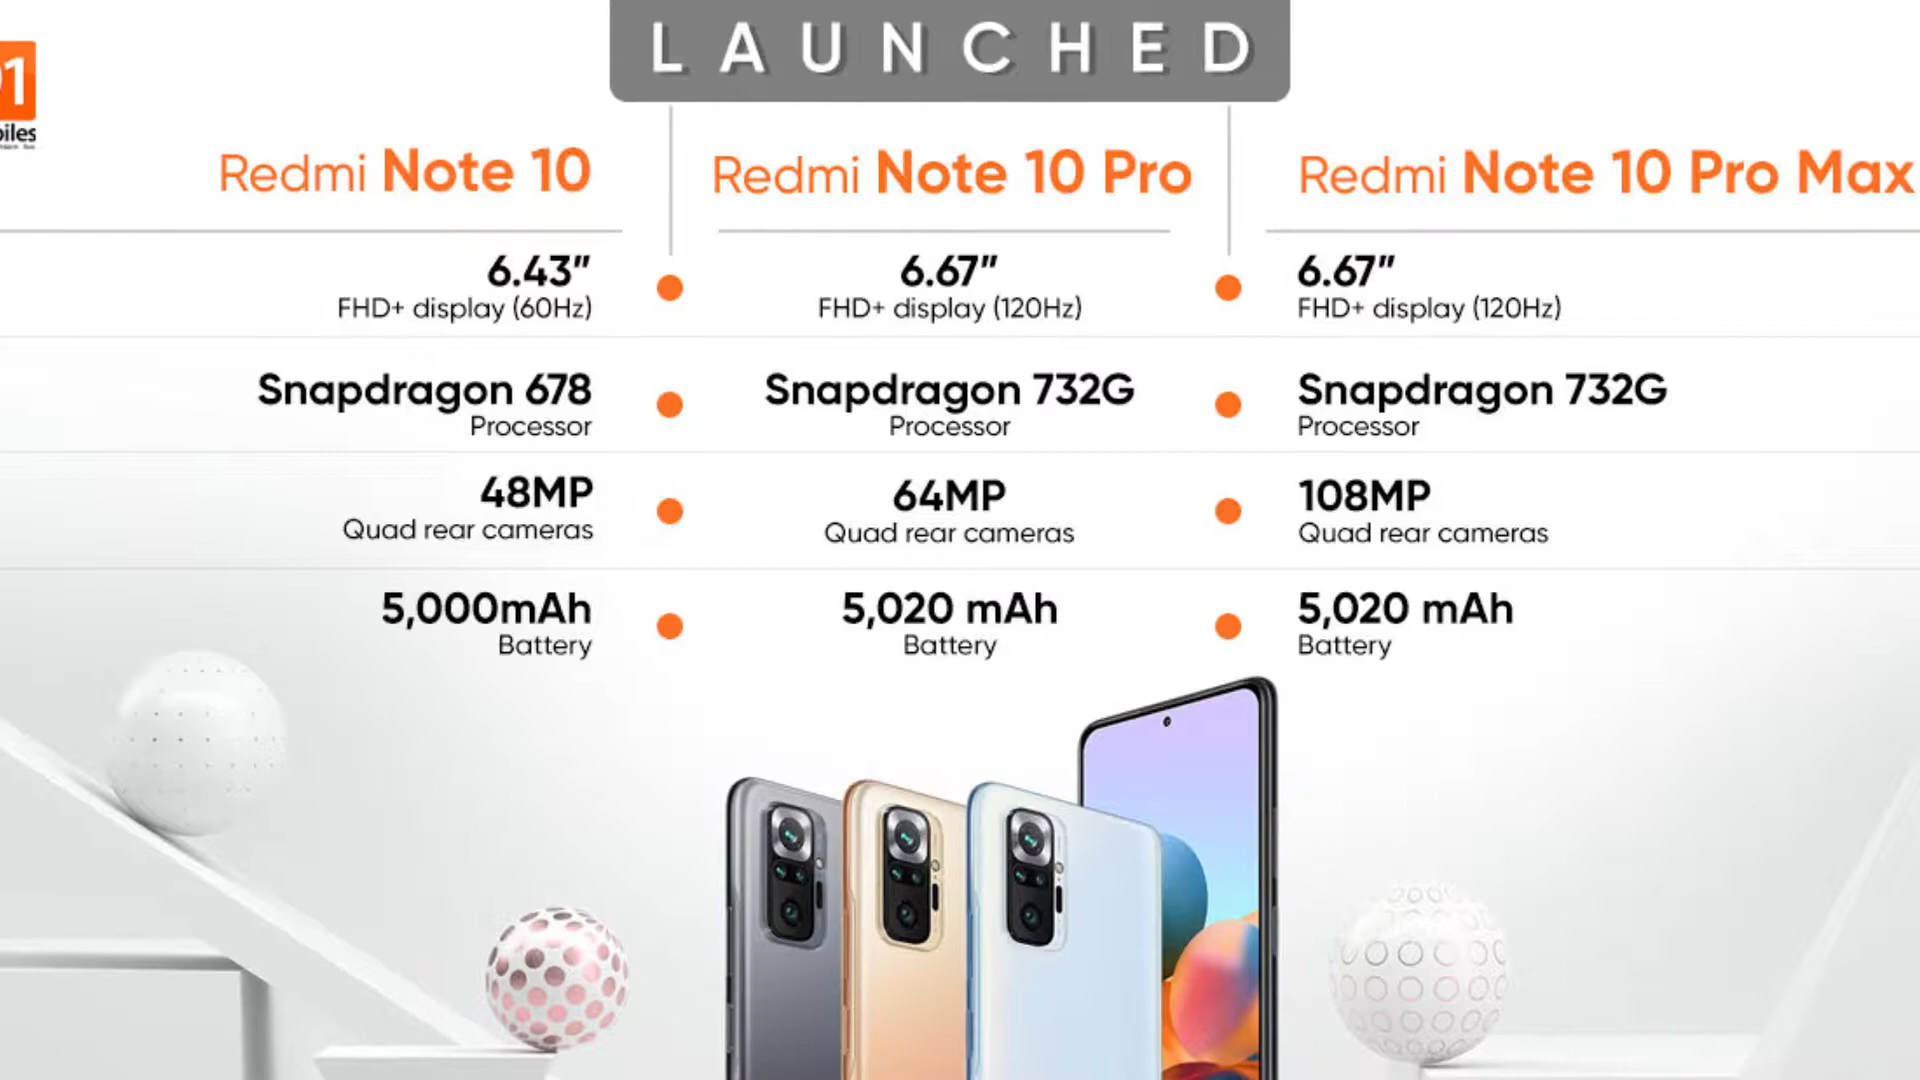 LAUNCHED
91
mobiles
Redmi Note 10
Redmi Note 10 Pro
Redmi Note 10 Pro Max
6.43″
FHD+ display (60Hz)
6.67″
FHD+ display (120Hz)
6.67″
FHD+ display (120Hz)
Snapdragon 678
Processor
Snapdragon 732G
Processor
Snapdragon 732G
Processor
48MP
Quad rear cameras
64MP
Quad rear cameras
108MP
Quad rear cameras
5,000mAh
Battery
5,020 mAh
Battery
5,020 mAh
Battery